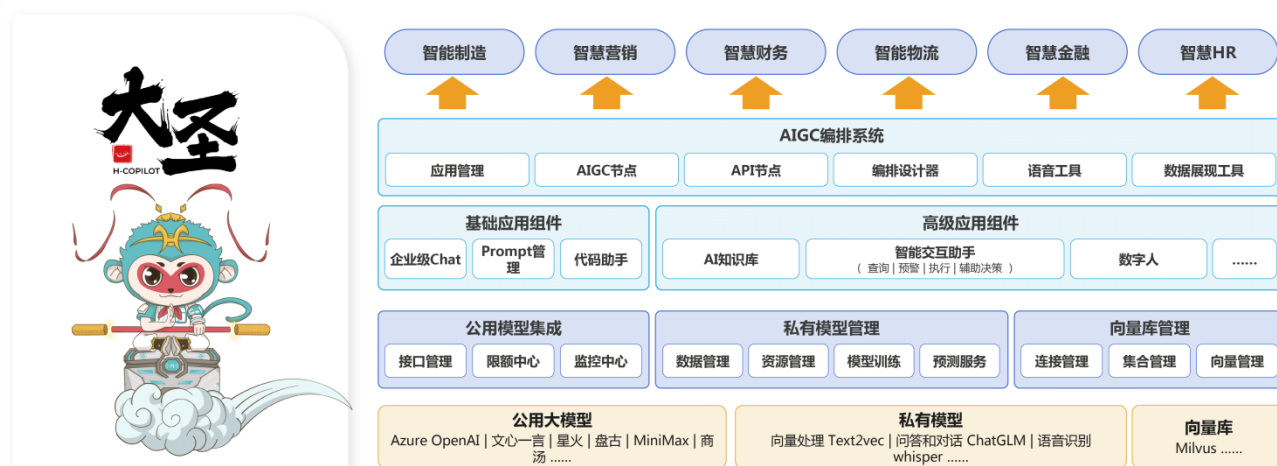 大圣
H-COPILOT
智能制造
智慧营销
智慧财务
智能物流
智慧金融
智慧HR
AIGC编排系统
应用管理
AIGC节点
API节点
编排设计器
语音工具
数据展现工具
基础应用组件
企业级Chat
Prompt管
理
代码助手
高级应用组件
AI知识库
智能交互助手
（ 查询 | 预警 | 执行 | 辅助决策 ）
数字人
......
公用模型集成
接口管理
限额中心
监控中心
私有模型管理
数据管理
资源管理
模型训练
预测服务
向量库管理
连接管理
集合管理
向量管理
公用大模型
Azure OpenAI | 文心一言 | 星火 | 盘古 | MiniMax | 商
汤 ......
私有模型
向量处理 Text2vec | 问答和对话 ChatGLM | 语音识别
whisper ......
向量库
Milvus ......